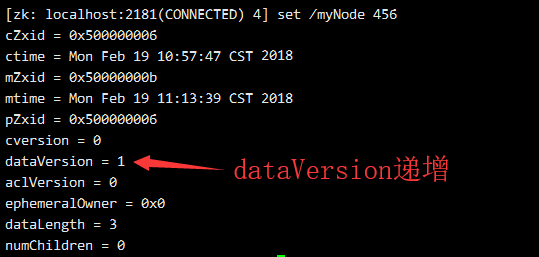 [zk: localhost:2181(CONNECTED) 4] set /myNode 456
cZxid = 0x500000006
ctime = Mon Feb 19 10:57:47 CST 2018
mZxid = 0x50000000b
mtime = Mon Feb 19 11:13:39 CST 2018
pZxid = 0x500000006
cversion = 0
dataVersion = 1
dataVersion递增
aclVersion = 0
ephemeralOwner = 0x0
dataLength = 3
numChildren = 0